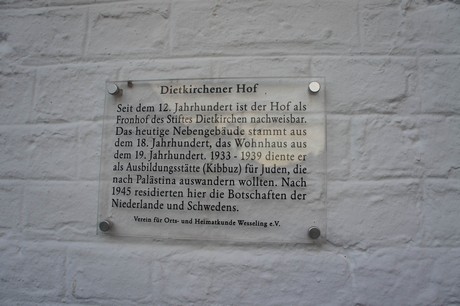 Dietkirchener Hof
Seit dem 12. Jahrhundert ist der Hof als
Fronhof des Stiftes Dietkirchen nachweisbar.
Das heutige Nebengebäude stammt aus
dem 18. Jahrhundert, das Wohnhaus aus
dem 19. Jahrhundert. 1933 - 1939 diente er
als Ausbildungsstätte (Kibbuz) für Juden, die
nach Palästina auswandern wollten. Nach
1945 residierten hier die Botschaften der
Niederlande und Schwedens.
Verein für Orts- und Heimatkunde Wesseling e.V.